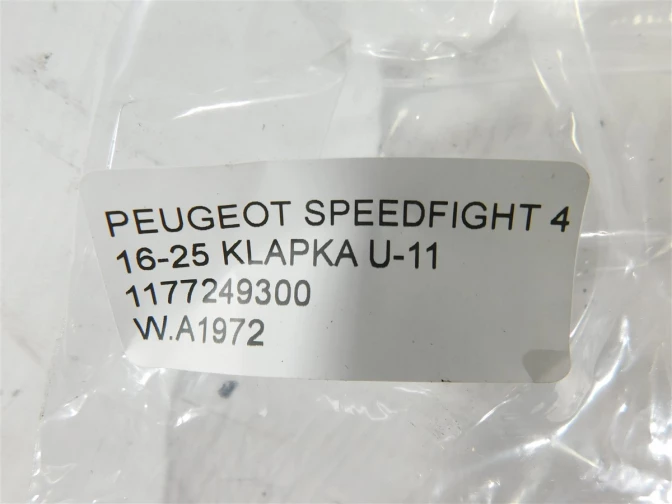 PEUGEOT SPEEDFIGHT 4
16-25 KLAPKA U-11
1177249300
W.A1972